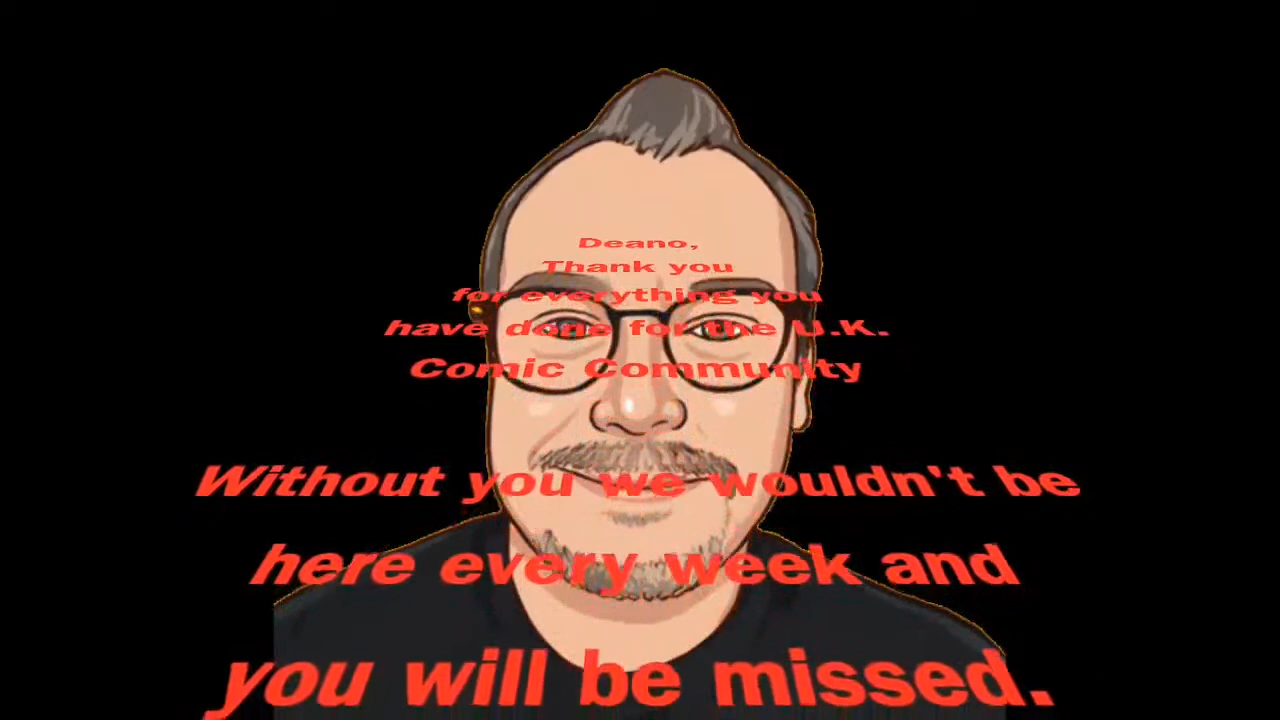 Deano,
Thank you
for everything you
have done for the U.K.
Comic Community
Without you we wouldn't be
here every week and
you will be missed.